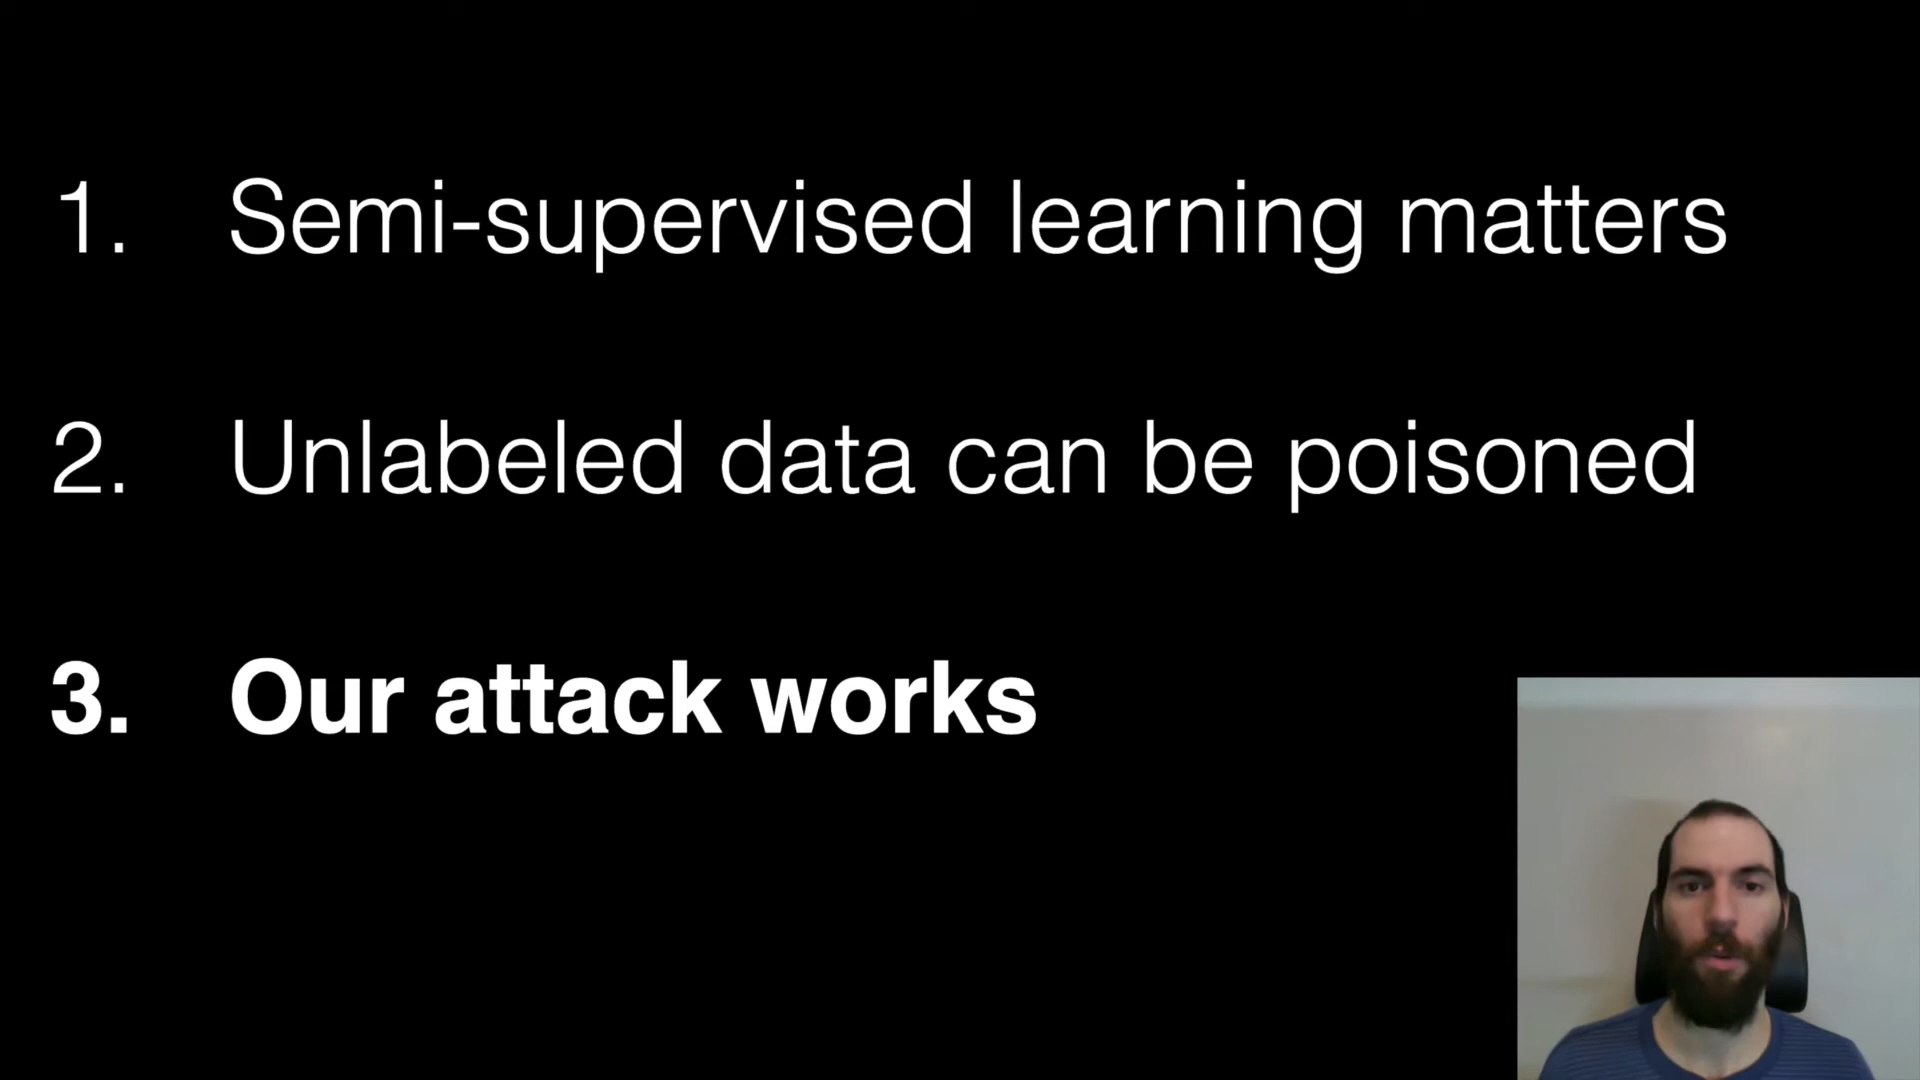 1. Semi-supervised learning matters
2. Unlabeled data can be poisoned
3. Our attack works